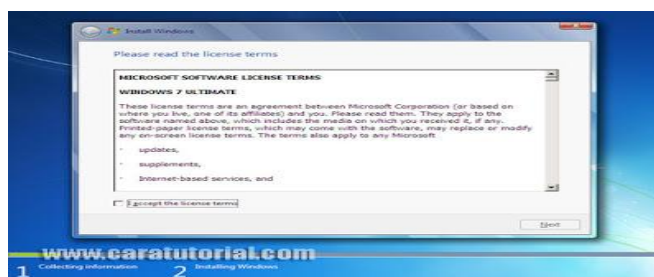 Install Windows
Please read the license terms
MICROSOFT SOFTWARE LICENSE TERMS
WINDOWS 7 ULTIMATE
These license terms are an agreement between Microsoft Corporation (or based on
where you live, one of its affiliates) and you. Please read them. They apply to the
software named above, which includes the media on which you received it, if any.
Printed-paper license terms, which may come with the software, may replace or modify
any on-screen license terms. The terms also apply to any Microsoft
· updates,
· supplements,
· Internet-based services, and
I accept the license terms
Next
www.caratutorial.com
1 Collecting information 2 Installing Windows